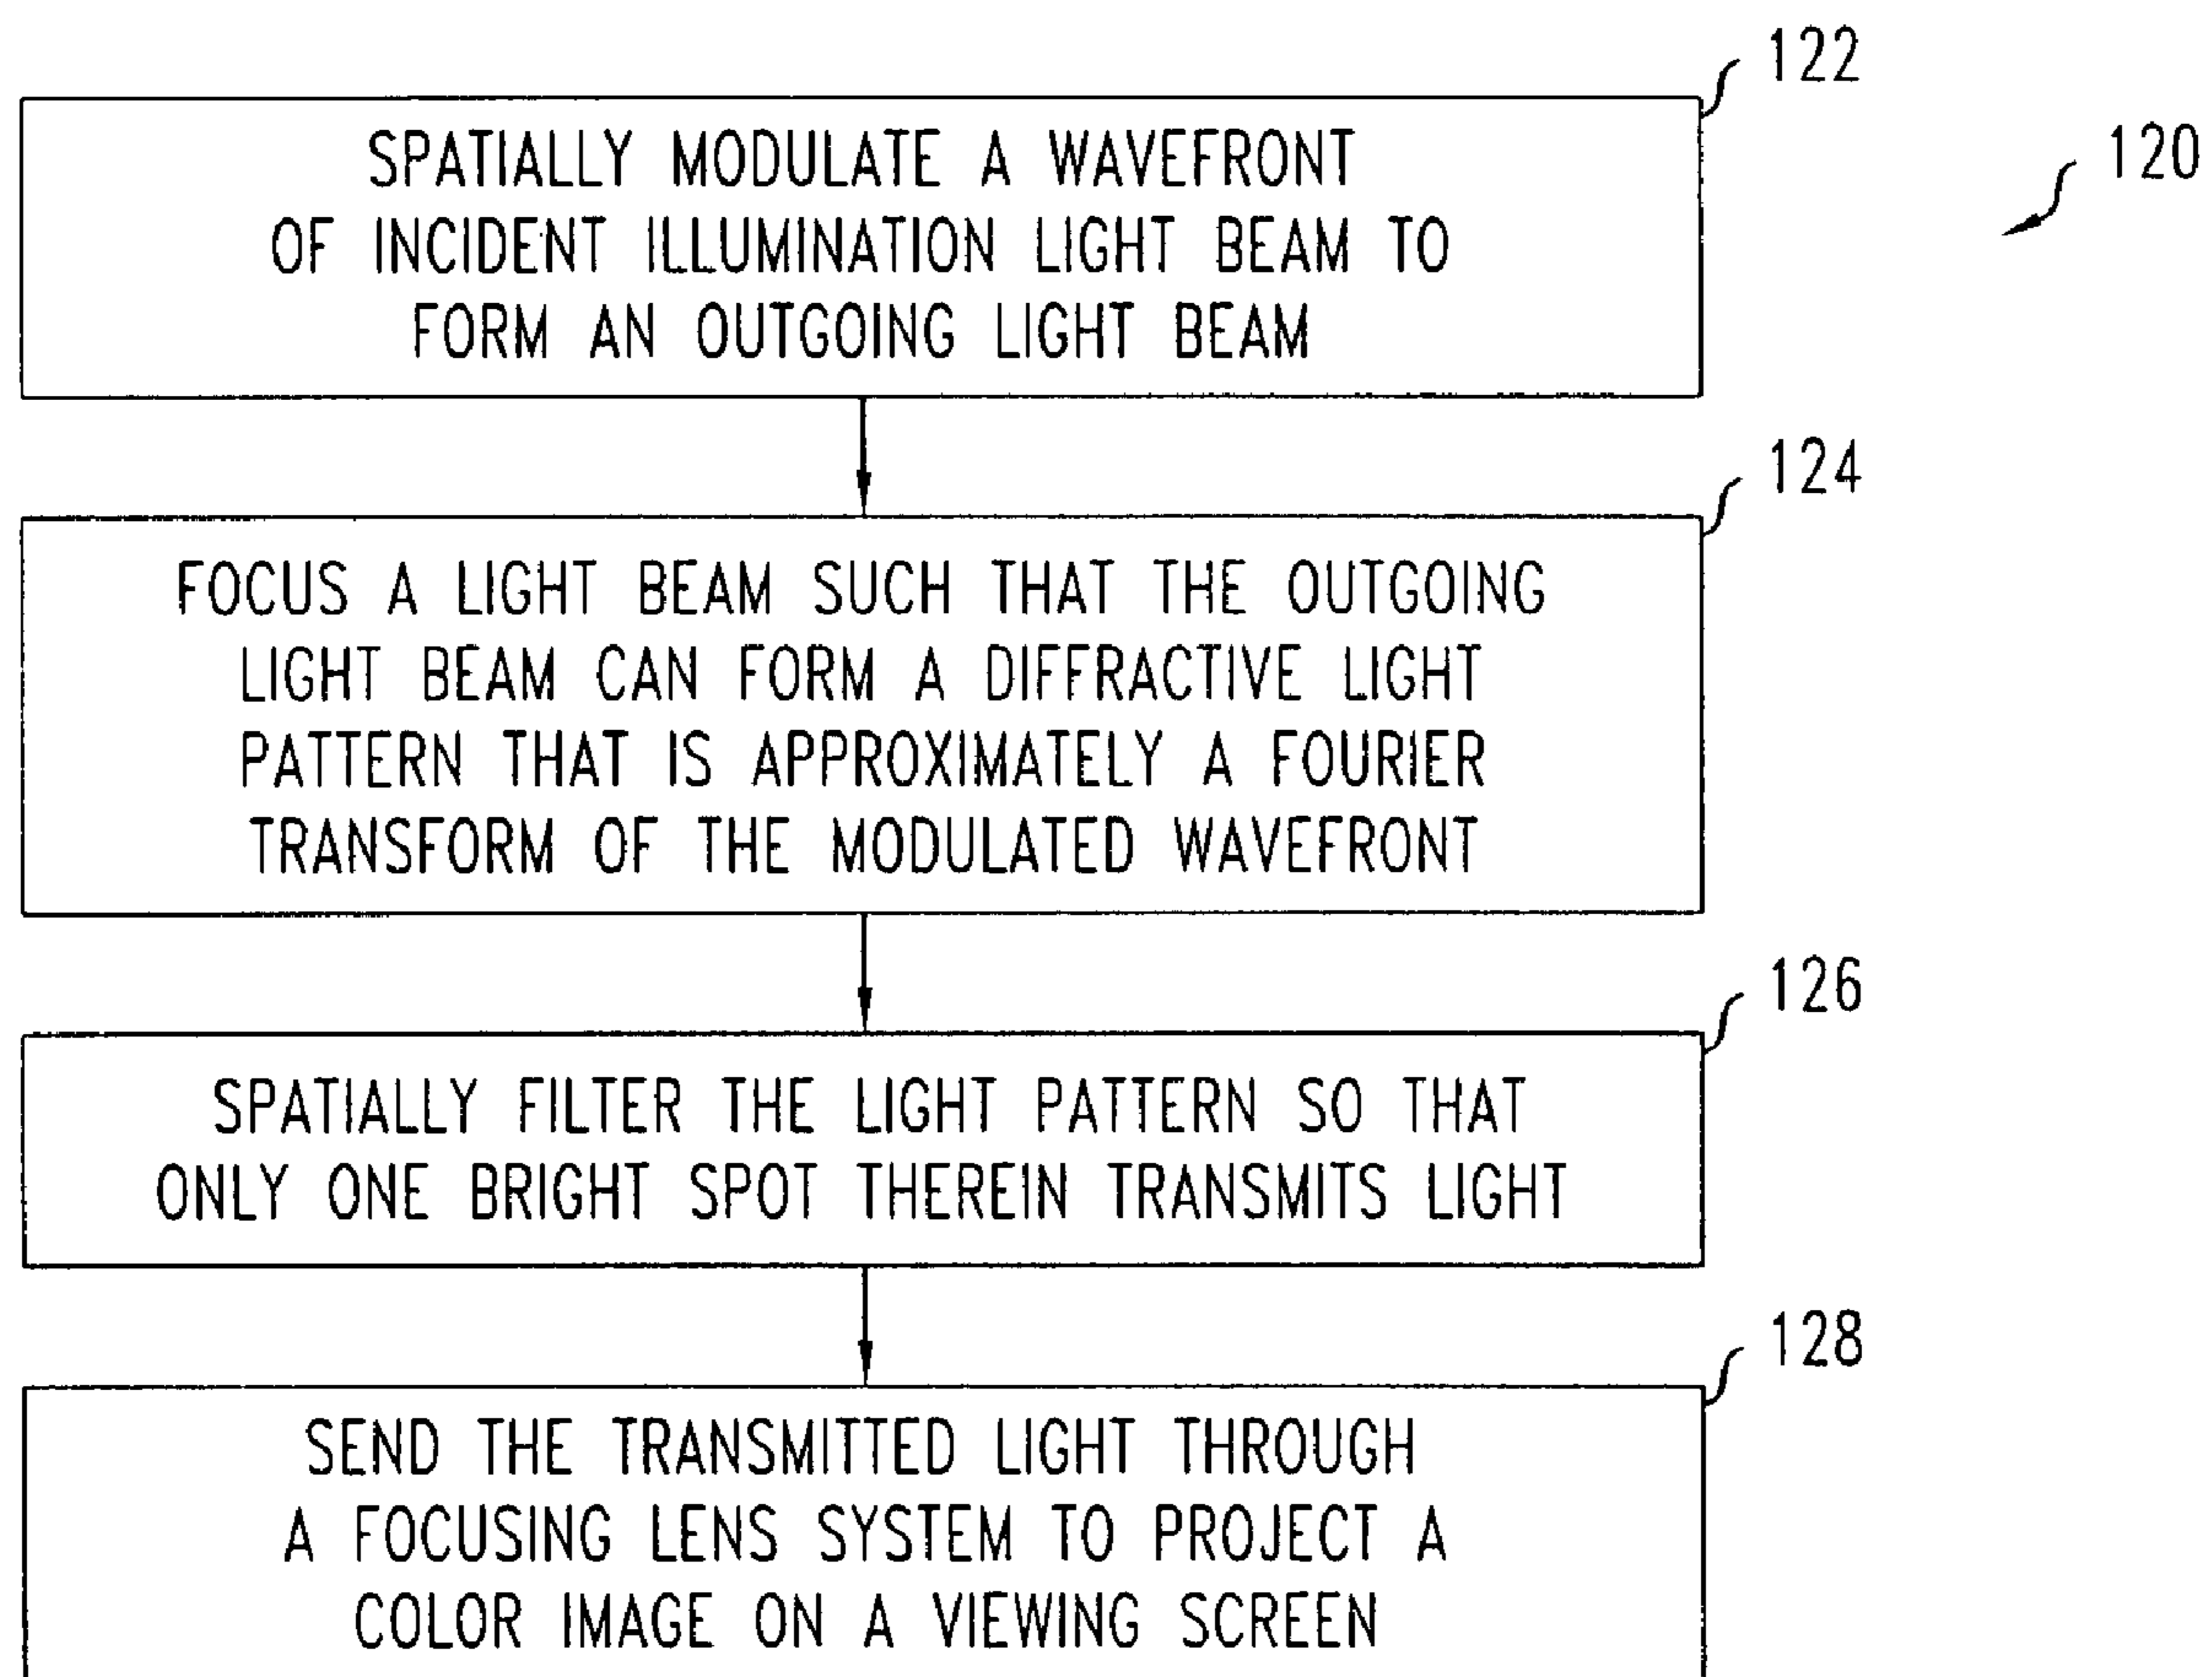 122
120
SPATIALLY MODULATE A WAVEFRONT
OF INCIDENT ILLUMINATION LIGHT BEAM TO
FORM AN OUTGOING LIGHT BEAM
124
FOCUS A LIGHT BEAM SUCH THAT THE OUTGOING
LIGHT BEAM CAN FORM A DIFFRACTIVE LIGHT
PATTERN THAT IS APPROXIMATELY A FOURIER
TRANSFORM OF THE MODULATED WAVEFRONT
126
SPATIALLY FILTER THE LIGHT PATTERN SO THAT
ONLY ONE BRIGHT SPOT THEREIN TRANSMITS LIGHT
128
SEND THE TRANSMITTED LIGHT THROUGH
A FOCUSING LENS SYSTEM TO PROJECT A
COLOR IMAGE ON A VIEWING SCREEN